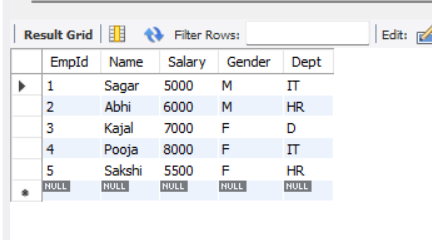 Result Grid Filter Rows: Edit:
EmpId Name Salary Gender Dept
1 Sagar 5000 M IT
2 Abhi 6000 M HR
3 Kajal 7000 F D
4 Pooja 8000 F IT
5 Sakshi 5500 F HR
NULL NULL NULL NULL NULL